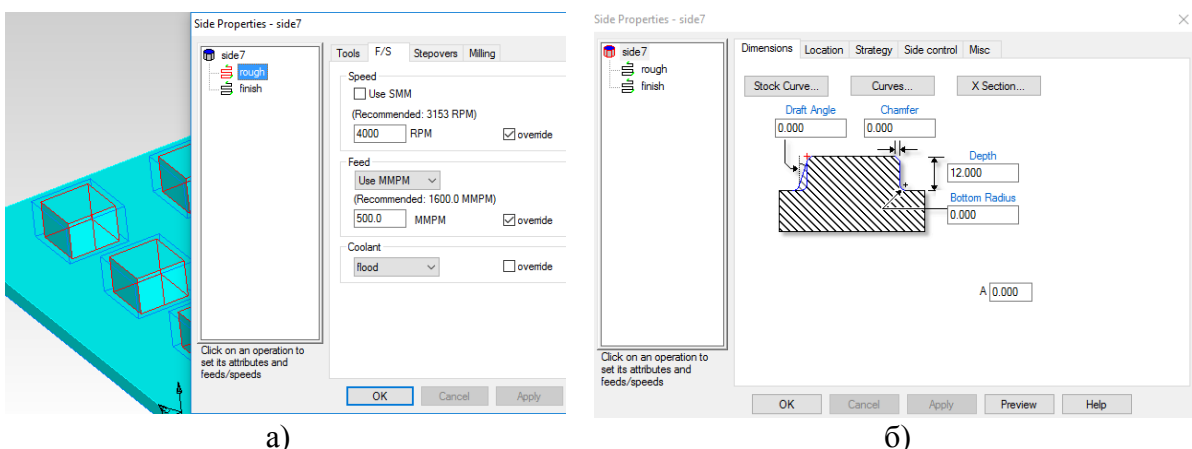 Side Properties - side7
side7
rough
finish
Click on an operation to
set its attributes and
feeds/speeds
Tools F/S Stepovers Milling
Speed
Use SMM
(Recommended: 3153 RPM)
4000 RPM override
Feed
Use MMPM
(Recommended: 1600.0 MMPM)
500.0 MMPM override
Coolant
flood override
OK Cancel Apply
а)
Side Properties - side7
side7
rough
finish
Click on an operation to
set its attributes and
feeds/speeds
Dimensions Location Strategy Side control Misc
Stock Curve... Curves... X Section...
Draft Angle Chamfer
0.000 0.000
Depth
12.000
Bottom Radius
0.000
A 0.000
OK Cancel Apply Preview Help
б)